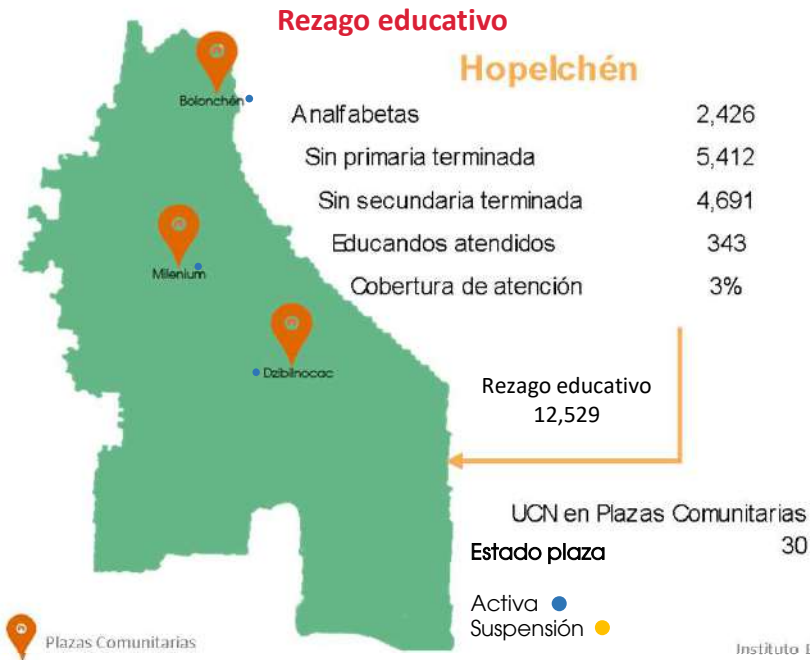 Rezago educativo
Hopelchén
Analfabetas 2,426
Sin primaria terminada 5,412
Sin secundaria terminada 4,691
Educandos atendidos 343
Cobertura de atención 3%
Bolonchén
Milenium
Dzibilnocac
Rezago educativo
12,529
UCN en Plazas Comunitarias
30
Estado plaza
Activa
Suspensión
Plazas Comunitarias
Instituto